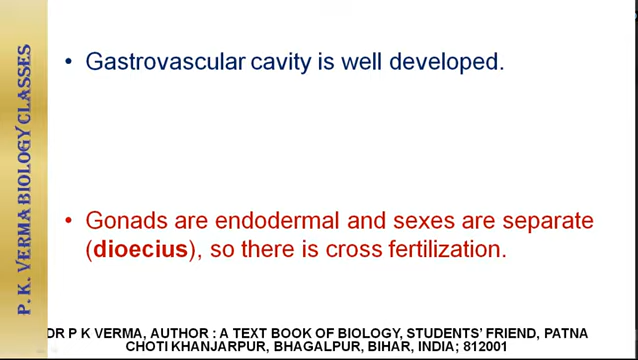 P. K. VERMA BIOLOGY CLASSES
• Gastrovascular cavity is well developed.
• Gonads are endodermal and sexes are separate
(dioecius), so there is cross fertilization.
DR P K VERMA, AUTHOR : A TEXT BOOK OF BIOLOGY, STUDENTS' FRIEND, PATNA
CHOTI KHANJARPUR, BHAGALPUR, BIHAR, INDIA; 812001